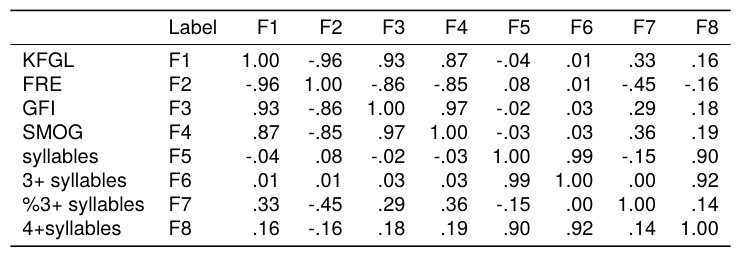 Label F1 F2 F3 F4 F5 F6 F7 F8
KFGL F1 1.00 -.96 .93 .87 -.04 .01 .33 .16
FRE F2 -.96 1.00 -.86 -.85 .08 .01 -.45 -.16
GFI F3 .93 -.86 1.00 .97 -.02 .03 .29 .18
SMOG F4 .87 -.85 .97 1.00 -.03 .03 .36 .19
syllables F5 -.04 .08 -.02 -.03 1.00 .99 -.15 .90
3+ syllables F6 .01 .01 .03 .03 .99 1.00 .00 .92
%3+ syllables F7 .33 -.45 .29 .36 -.15 .00 1.00 .14
4+syllables F8 .16 -.16 .18 .19 .90 .92 .14 1.00